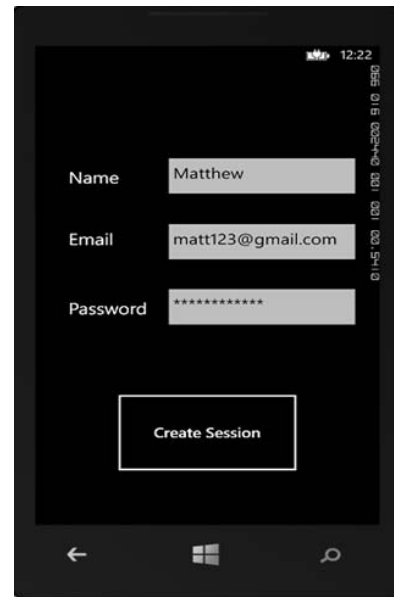 12:22
Name
Matthew
Email
matt123@gmail.com
Password
************
Create Session